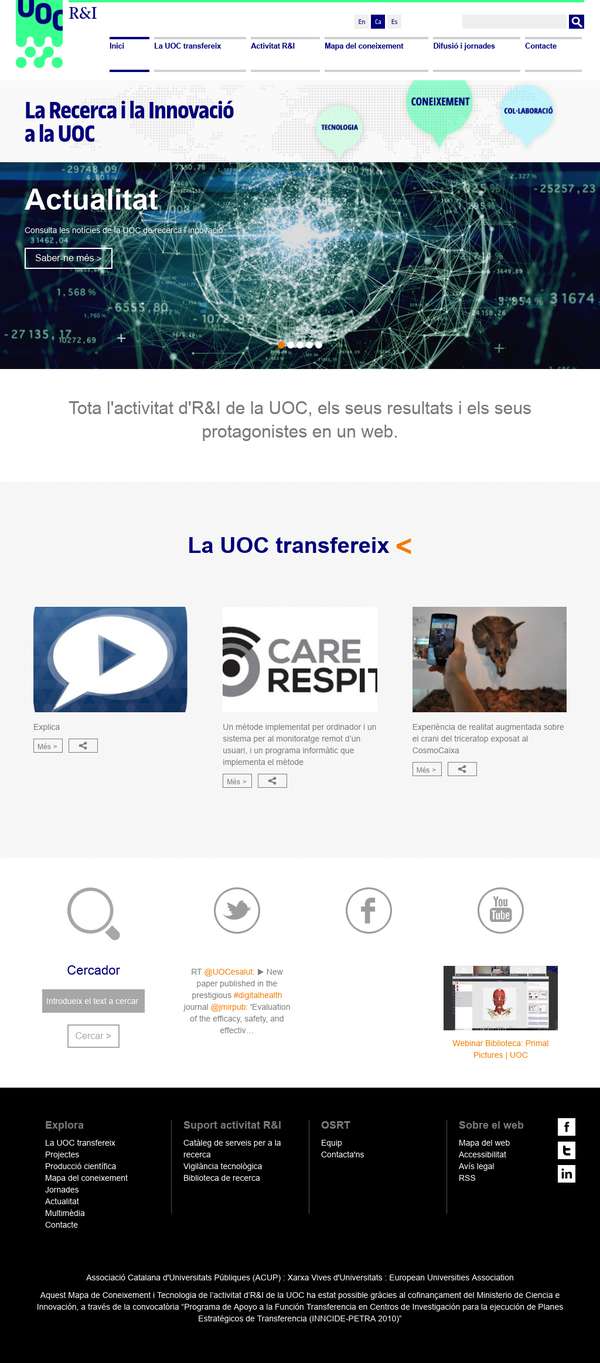 UOC
R&I
En
Ca
Es
Inici
La UOC transfereix
Activitat R&I
Mapa del coneixement
Difusió i jornades
Contacte
La Recerca i la Innovació
a la UOC
TECNOLOGIA
CONEIXEMENT
COL·LABORACIÓ
-29748,09
2,327%
-25257,23
Actualitat
Consulta les notícies de la UOC de recerca i innovació
31462,04
Saber-ne més >
1,568%
-6555,80
-1072,92
3,954%
31674
-27135,17
10272,69
Tota l'activitat d'R&I de la UOC, els seus resultats i els seus
protagonistes en un web.
La UOC transfereix <
CARE
RESPIT
Explica
Més >
Un mètode implementat per ordinador i un
sistema per al monitoratge remot d'un
usuari, i un programa informàtic que
implementa el mètode
Més >
Experiència de realitat augmentada sobre
el crani del triceratop exposat al
CosmoCaixa
Més >
You
Tube
Cercador
Introdueix el text a cercar
Cercar >
RT @UOCesalut: ▶ New
paper published in the
prestigious #digitalhealth
journal @jmirpub: “Evaluation
of the efficacy, safety, and
effectiv…
Webinar Biblioteca: Primal
Pictures | UOC
Explora
La UOC transfereix
Projectes
Producció científica
Mapa del coneixement
Jornades
Actualitat
Multimèdia
Contacte
Suport activitat R&I
Catàleg de serveis per a la
recerca
Vigilància tecnològica
Biblioteca de recerca
OSRT
Equip
Contacta'ns
Sobre el web
Mapa del web
Accessibilitat
Avís legal
RSS
Associació Catalana d'Universitats Públiques (ACUP) : Xarxa Vives d'Universitats : European Universities Association
Aquest Mapa de Coneixement i Tecnologia de l'activitat d'R&I de la UOC ha estat possible gràcies al cofinançament del Ministerio de Ciencia e
Innovación, a través de la convocatòria “Programa de Apoyo a la Función Transferencia en Centros de Investigación para la ejecución de Planes
Estratégicos de Transferencia (INNCIDE-PETRA 2010)”